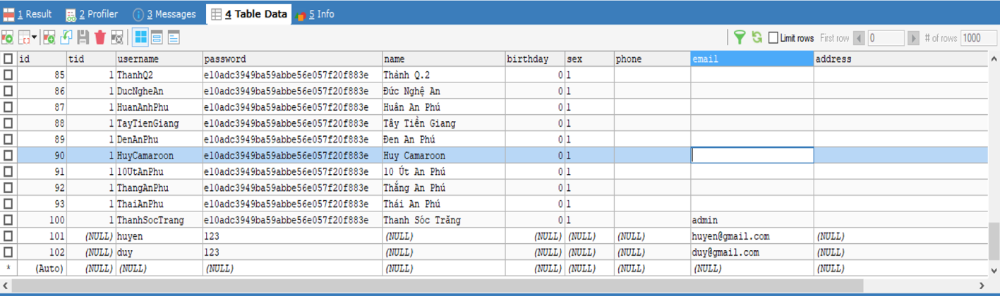 1 Result 2 Profiler 3 Messages 4 Table Data 5 Info
Limit rows First row 0 # of rows 1000
id tid username password name birthday sex phone email address
85 1 ThanhQ2 e10adc3949ba59abbe56e057f20f883e Thành Q.2 0 1
86 1 DucNgheAn e10adc3949ba59abbe56e057f20f883e Đức Nghệ An 0 1
87 1 HuanAnhPhu e10adc3949ba59abbe56e057f20f883e Huân An Phú 0 1
88 1 TayTienGiang e10adc3949ba59abbe56e057f20f883e Tây Tiền Giang 0 1
89 1 DenAnPhu e10adc3949ba59abbe56e057f20f883e Đen An Phú 0 1
90 1 HuyCamaroon e10adc3949ba59abbe56e057f20f883e Huy Camaroon 0 1
91 1 10UtAnPhu e10adc3949ba59abbe56e057f20f883e 10 Út An Phú 0 1
92 1 ThangAnPhu e10adc3949ba59abbe56e057f20f883e Thắng An Phú 0 1
93 1 ThaiAnPhu e10adc3949ba59abbe56e057f20f883e Thái An Phú 0 1
100 1 ThanhSocTrang e10adc3949ba59abbe56e057f20f883e Thanh Sóc Trăng 0 1 admin
101 (NULL) huyen 123 (NULL) (NULL) (NULL) (NULL) huyen@gmail.com (NULL)
102 (NULL) duy 123 (NULL) (NULL) (NULL) (NULL) duy@gmail.com (NULL)
* (Auto) (NULL) (NULL) (NULL) (NULL) (NULL) (NULL) (NULL) (NULL) (NULL)